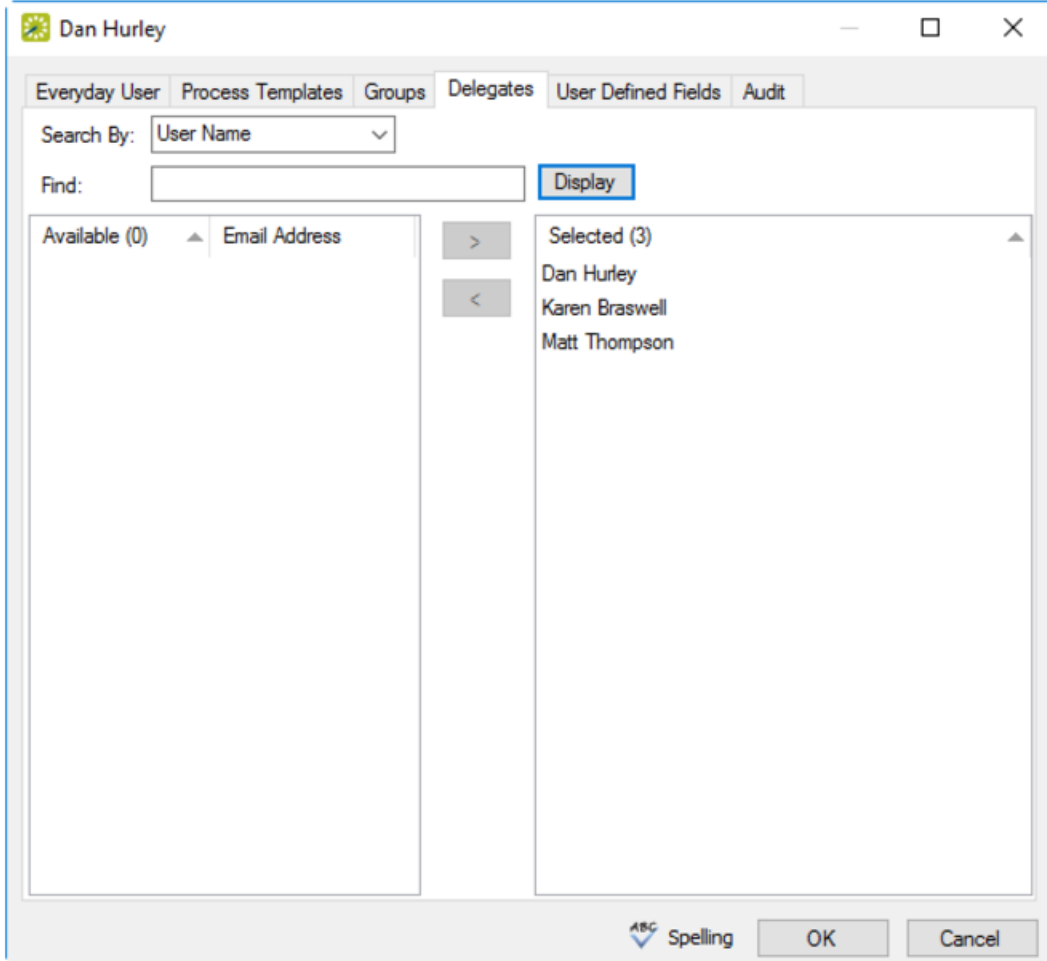 Dan Hurley
Everyday User Process Templates Groups Delegates User Defined Fields Audit
Search By: User Name
Find: Display
Available (0) Email Address > Selected (3)
Dan Hurley
<
Karen Braswell
Matt Thompson
ABC Spelling OK Cancel